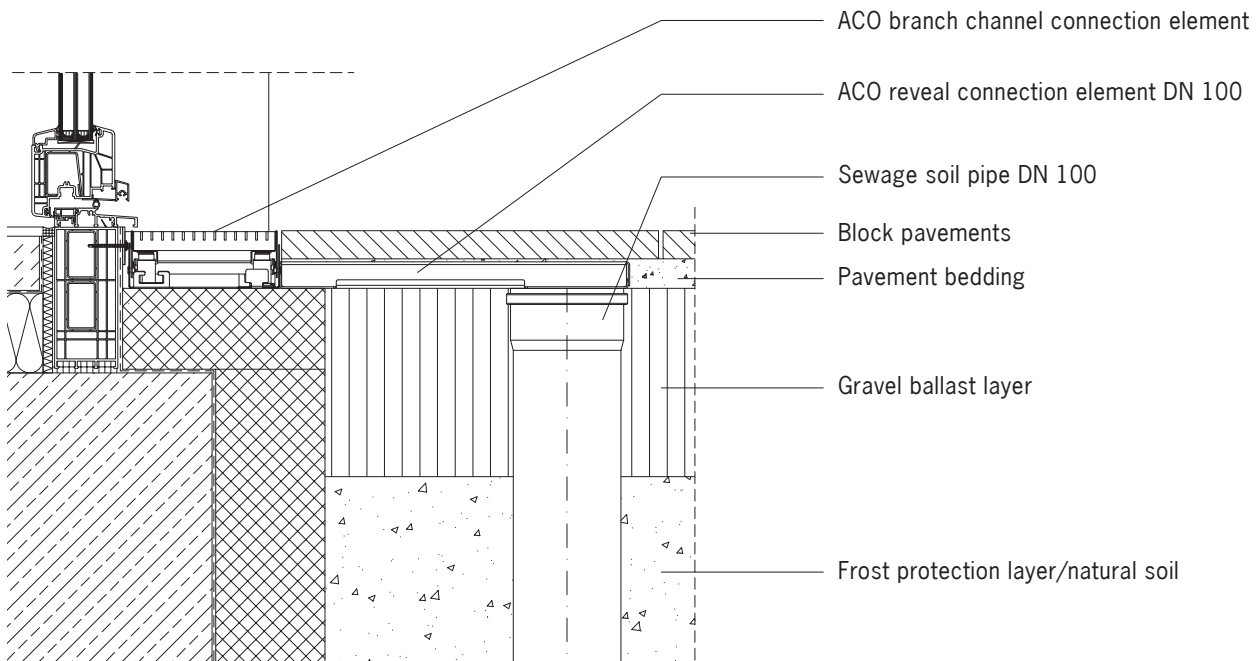 ACO branch channel connection element
ACO reveal connection element DN 100
Sewage soil pipe DN 100
Block pavements
Pavement bedding
Gravel ballast layer
Frost protection layer/natural soil